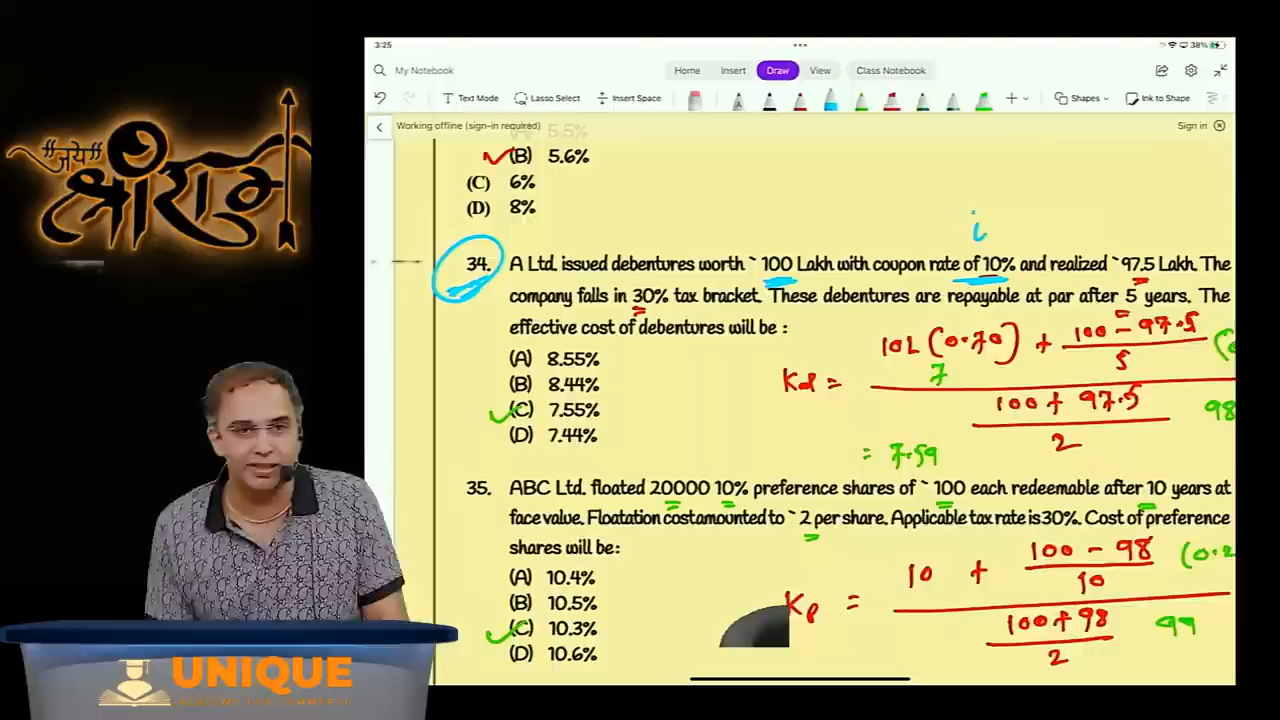 "जय"
श्रीराम
3:25
38%
My Notebook
Home Insert Draw View Class Notebook
Text Mode Lasso Select Insert Space Shapes Ink to Shape
Working offline (sign-in required) Sign in
5.5%
(B) 5.6%
(C) 6%
(D) 8%
i
34. A Ltd. issued debentures worth ` 100 Lakh with coupon rate of 10% and realized ` 97.5 Lakh. The
company falls in 30% tax bracket. These debentures are repayable at par after 5 years. The
effective cost of debentures will be :
(A) 8.55%
(B) 8.44%
(C) 7.55%
(D) 7.44%
10L (0.70) + 100 - 97.5
5
7
Kd =
100 + 97.5
2
98
= 7.59
35. ABC Ltd. floated 20000 10% preference shares of ` 100 each redeemable after 10 years at
face value. Floatation costamounted to ` 2 per share. Applicable tax rate is 30%. Cost of preference
shares will be:
(A) 10.4%
(B) 10.5%
(C) 10.3%
(D) 10.6%
10 + 100 - 98
10
(0.2
Kp =
100 + 98
2
99
UNIQUE